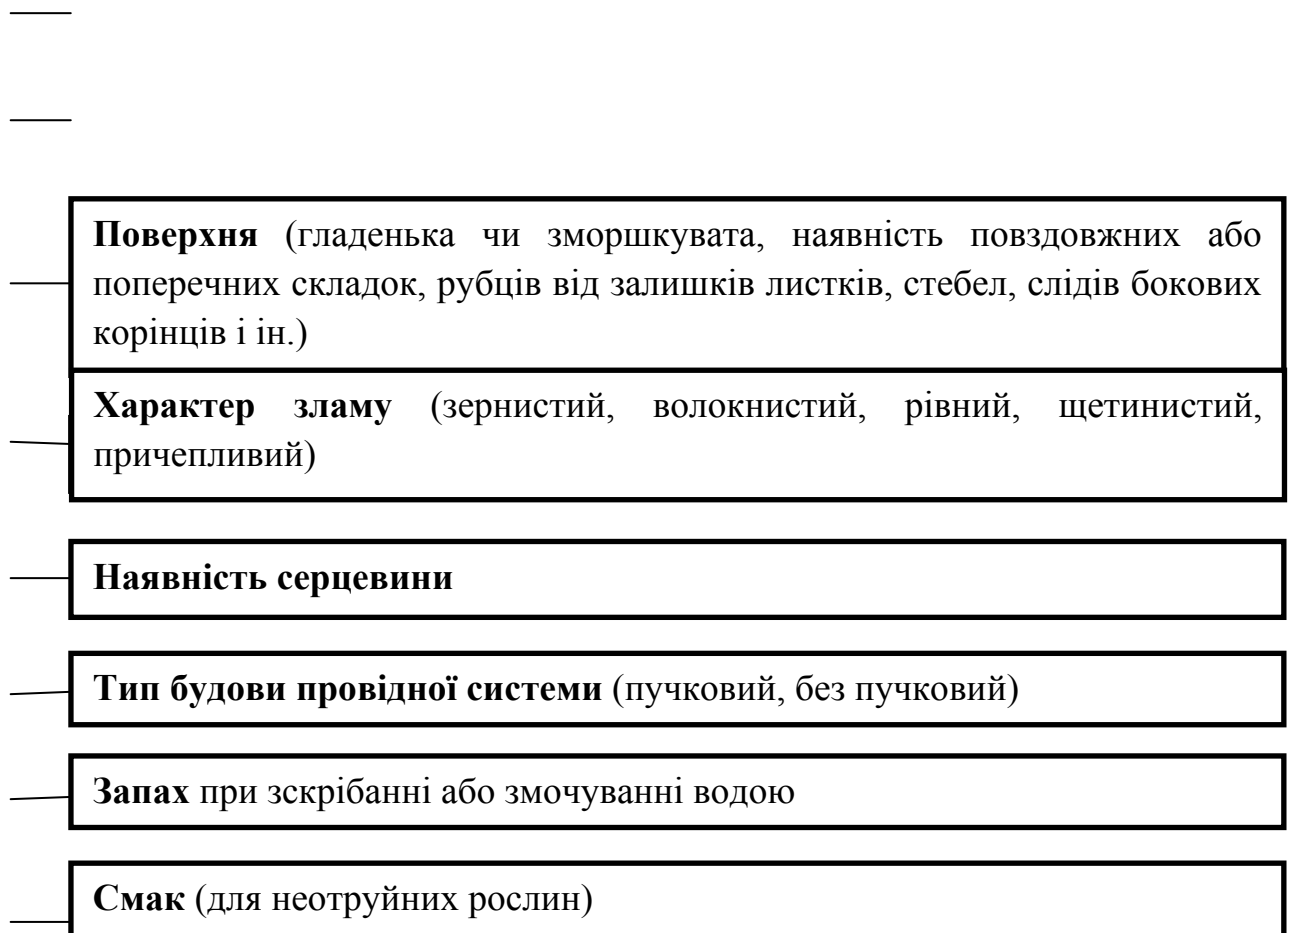 Поверхня (гладенька чи зморшкувата, наявність повздовжних або
поперечних складок, рубців від залишків листків, стебел, слідів бокових
корінців і ін.)
Характер зламу (зернистий, волокнистий, рівний, щетинистий,
причепливий)
Наявність серцевини
Тип будови провідної системи (пучковий, без пучковий)
Запах при зскрібанні або змочуванні водою
Смак (для неотруйних рослин)